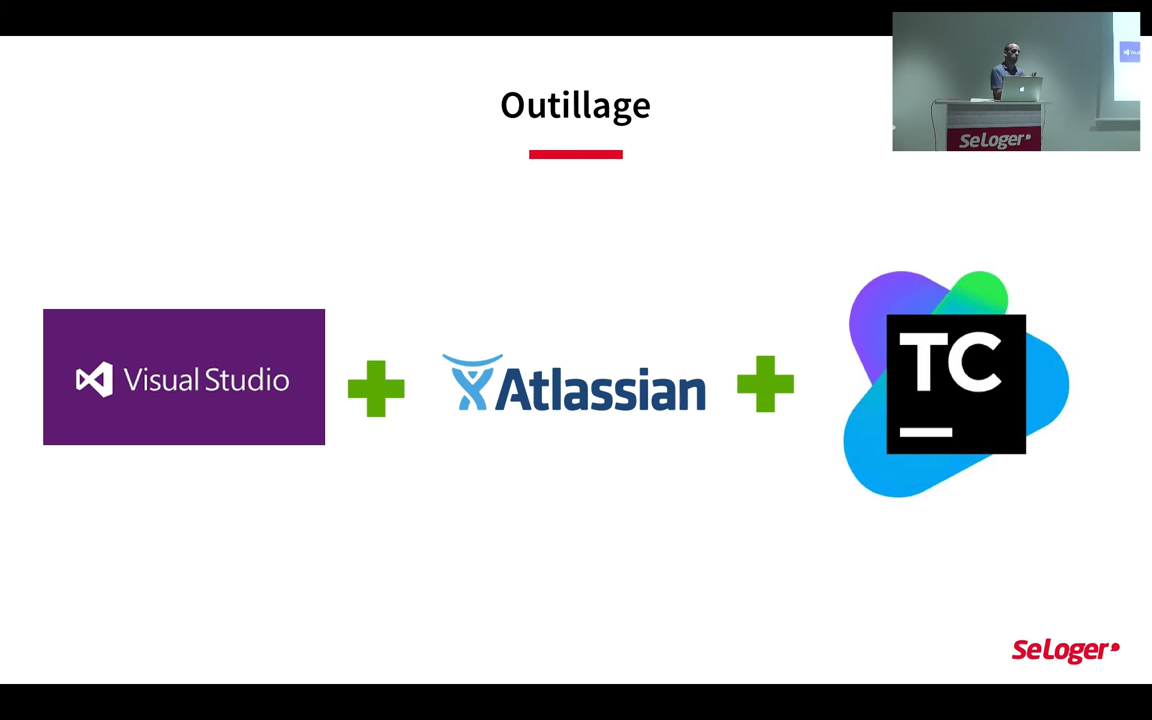 Outillage
SeLoger
Visual Studio
Atlassian
TC
SeLoger